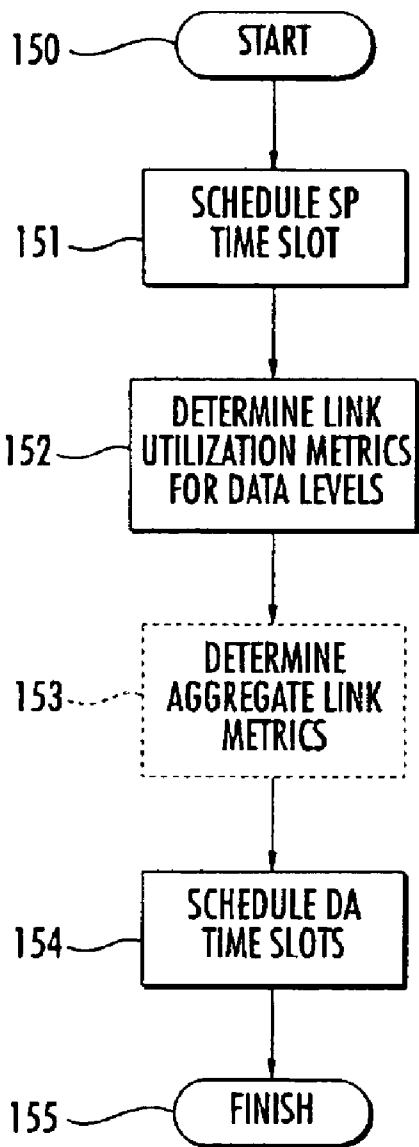 150
START
151
SCHEDULE SP
TIME SLOT
152
DETERMINE LINK
UTILIZATION METRICS
FOR DATA LEVELS
153
DETERMINE
AGGREGATE LINK
METRICS
154
SCHEDULE DA
TIME SLOTS
155
FINISH